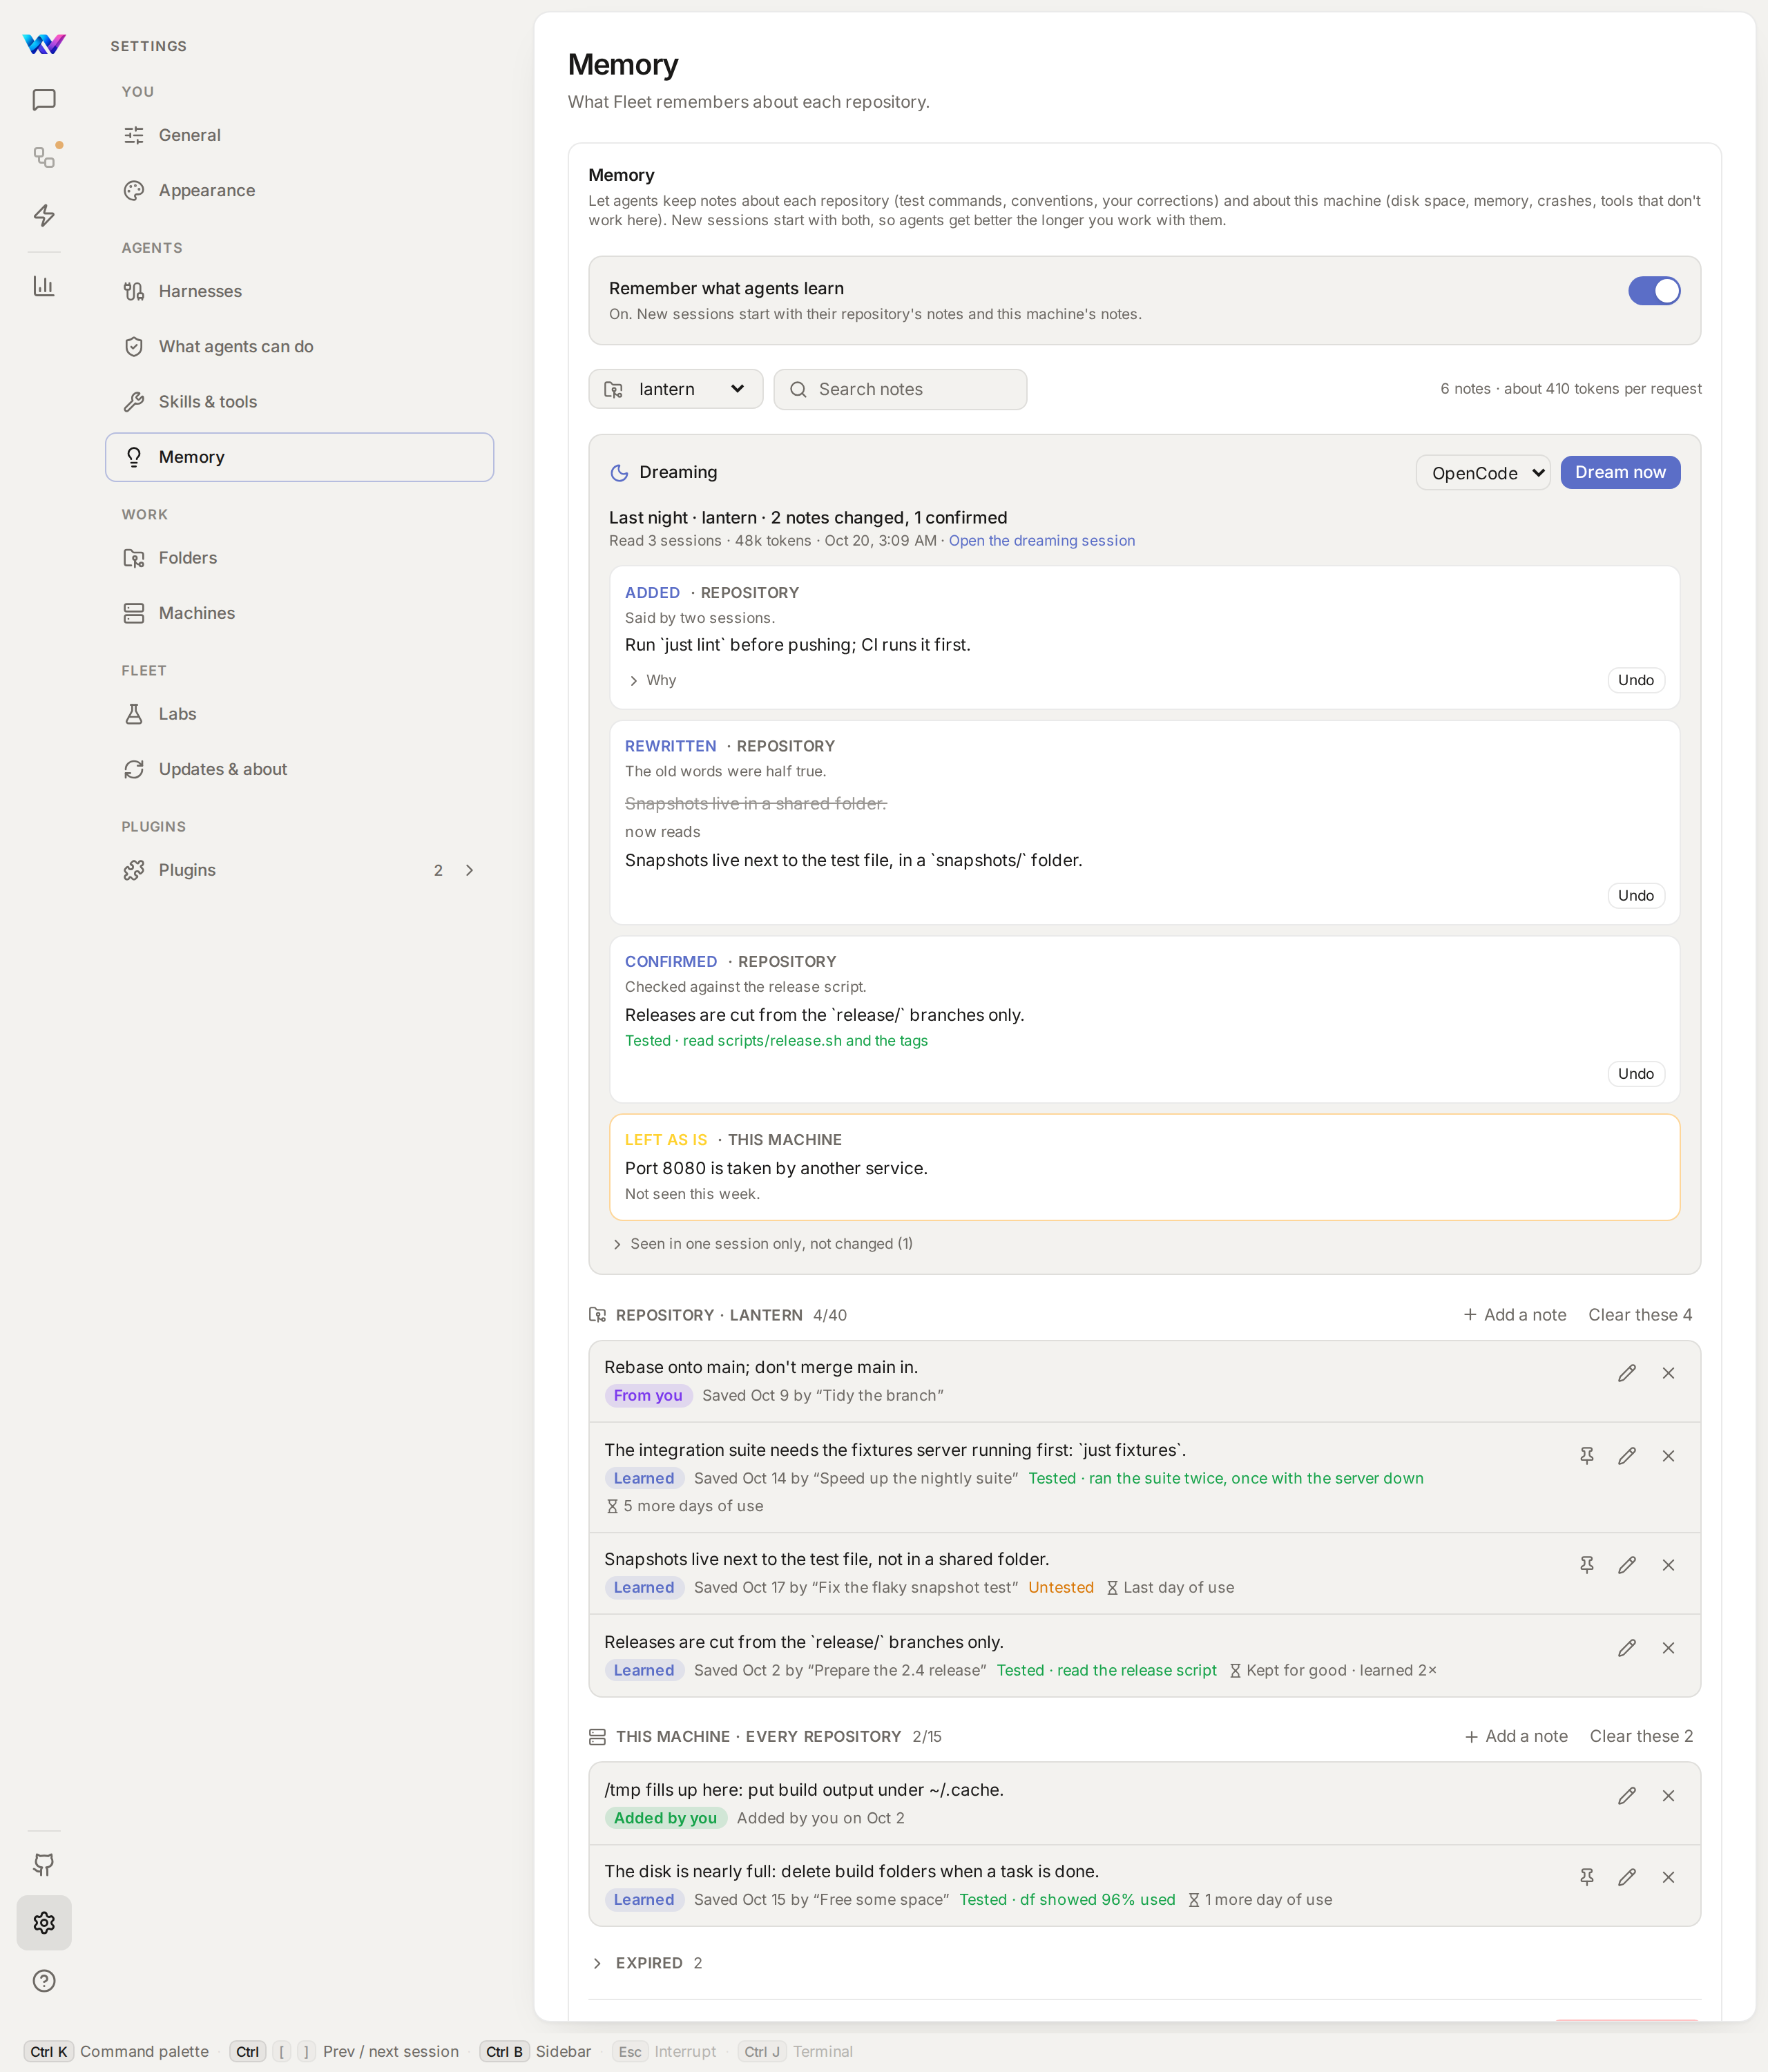 SETTINGS
YOU
General
Appearance
AGENTS
Harnesses
What agents can do
Skills & tools
Memory
WORK
Folders
Machines
FLEET
Labs
Updates & about
PLUGINS
Plugins 2
Memory
What Fleet remembers about each repository.
Memory
Let agents keep notes about each repository (test commands, conventions, your corrections) and about this machine (disk space, memory, crashes, tools that don't
work here). New sessions start with both, so agents get better the longer you work with them.
Remember what agents learn
On. New sessions start with their repository's notes and this machine's notes.
lantern
Search notes
6 notes · about 410 tokens per request
Dreaming
OpenCode
Dream now
Last night · lantern · 2 notes changed, 1 confirmed
Read 3 sessions · 48k tokens · Oct 20, 3:09 AM · Open the dreaming session
ADDED · REPOSITORY
Said by two sessions.
Run `just lint` before pushing; CI runs it first.
Why
Undo
REWRITTEN · REPOSITORY
The old words were half true.
Snapshots live in a shared folder.
now reads
Snapshots live next to the test file, in a `snapshots/` folder.
Undo
CONFIRMED · REPOSITORY
Checked against the release script.
Releases are cut from the `release/` branches only.
Tested · read scripts/release.sh and the tags
Undo
LEFT AS IS · THIS MACHINE
Port 8080 is taken by another service.
Not seen this week.
Seen in one session only, not changed (1)
REPOSITORY · LANTERN 4/40
Add a note
Clear these 4
Rebase onto main; don't merge main in.
From you Saved Oct 9 by “Tidy the branch”
The integration suite needs the fixtures server running first: `just fixtures`.
Learned Saved Oct 14 by “Speed up the nightly suite” Tested · ran the suite twice, once with the server down
5 more days of use
Snapshots live next to the test file, not in a shared folder.
Learned Saved Oct 17 by “Fix the flaky snapshot test” Untested Last day of use
Releases are cut from the `release/` branches only.
Learned Saved Oct 2 by “Prepare the 2.4 release” Tested · read the release script Kept for good · learned 2×
THIS MACHINE · EVERY REPOSITORY 2/15
Add a note
Clear these 2
/tmp fills up here: put build output under ~/.cache.
Added by you Added by you on Oct 2
The disk is nearly full: delete build folders when a task is done.
Learned Saved Oct 15 by “Free some space” Tested · df showed 96% used 1 more day of use
EXPIRED 2
Ctrl K Command palette · Ctrl [ ] Prev / next session · Ctrl B Sidebar · Esc Interrupt · Ctrl J Terminal